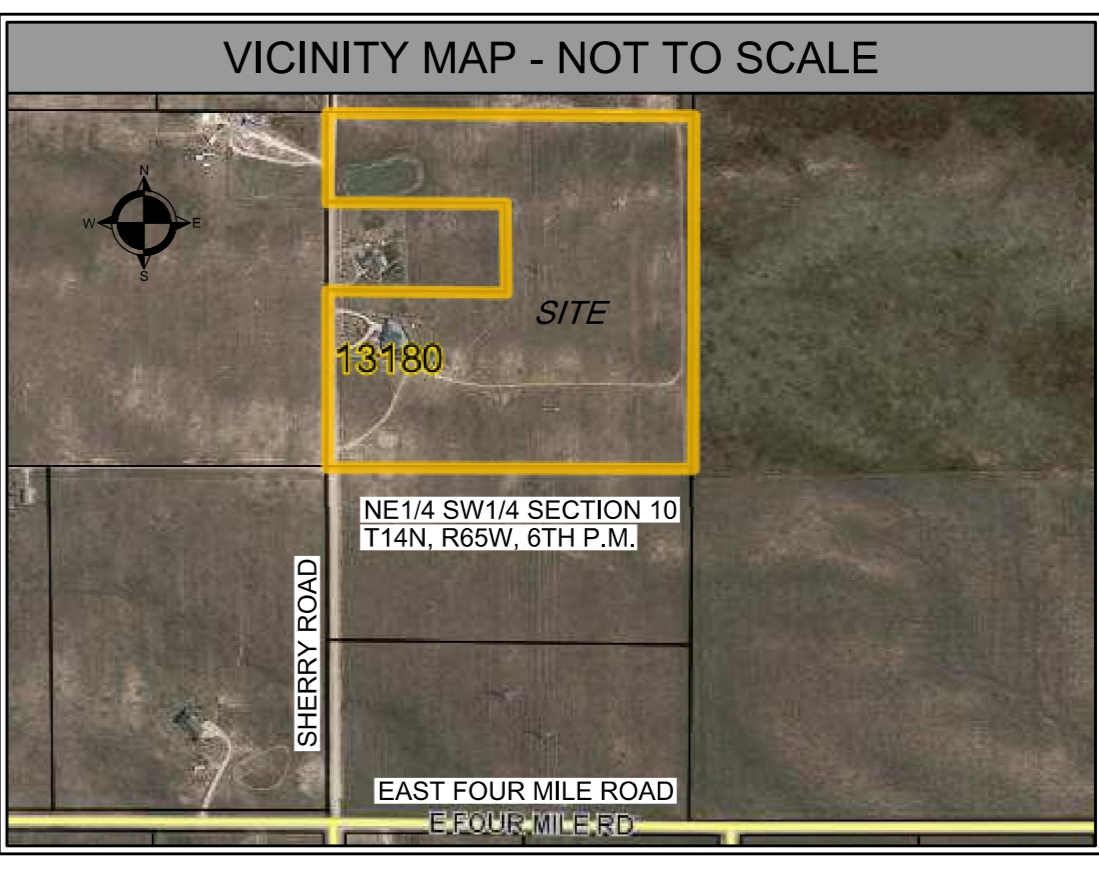 VICINITY MAP - NOT TO SCALE
N
W E
S
SITE
13180
NE1/4 SW1/4 SECTION 10
T14N, R65W, 6TH P.M.
SHERRY ROAD
EAST FOUR MILE ROAD
E FOUR MILE RD